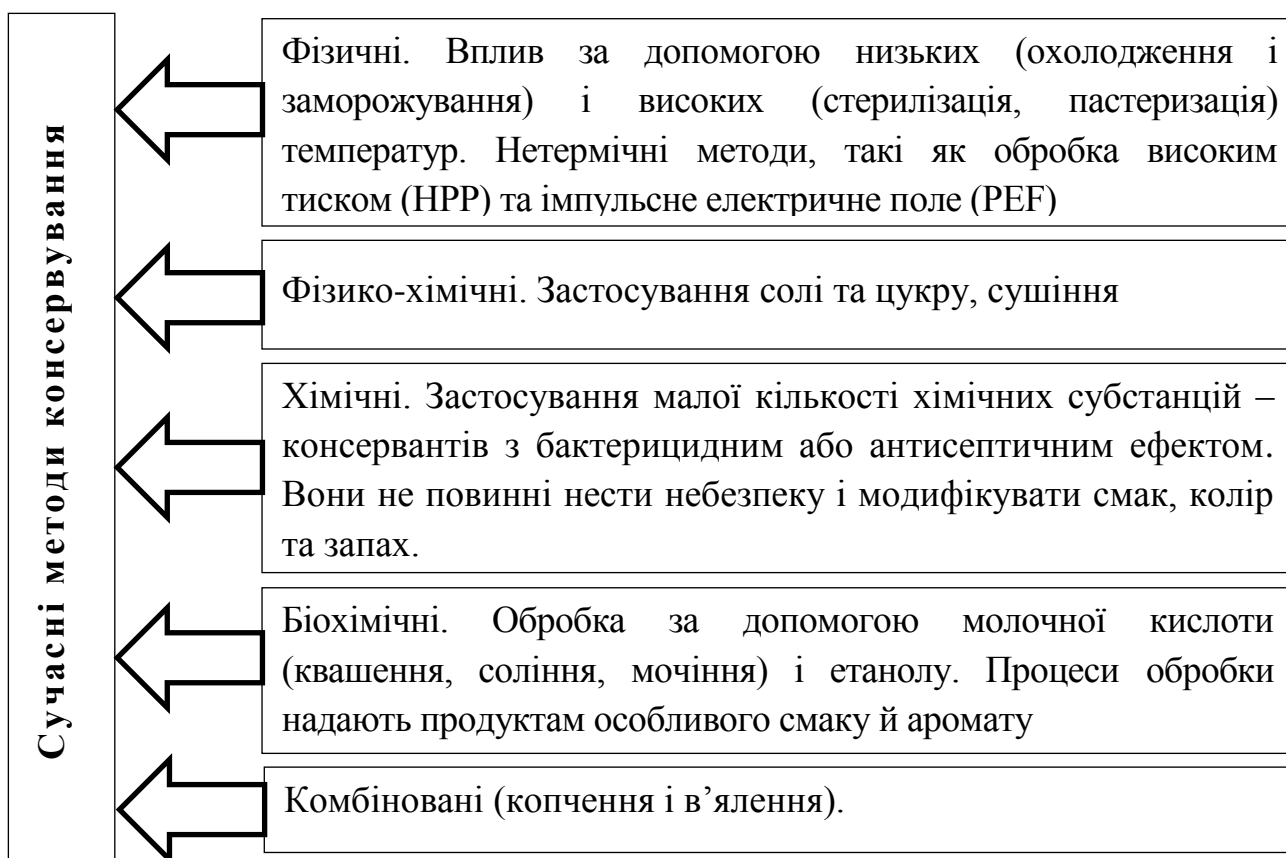 Сучасні методи консервування
Фізичні. Вплив за допомогою низьких (охолодження і
заморожування) і високих (стерилізація, пастеризація)
температур. Нетермічні методи, такі як обробка високим
тиском (HPP) та імпульсне електричне поле (PEF)
Фізико-хімічні. Застосування солі та цукру, сушіння
Хімічні. Застосування малої кількості хімічних субстанцій –
консервантів з бактерицидним або антисептичним ефектом.
Вони не повинні нести небезпеку і модифікувати смак, колір
та запах.
Біохімічні. Обробка за допомогою молочної кислоти
(квашення, соління, мочіння) і етанолу. Процеси обробки
надають продуктам особливого смаку й аромату
Комбіновані (копчення і в’ялення).